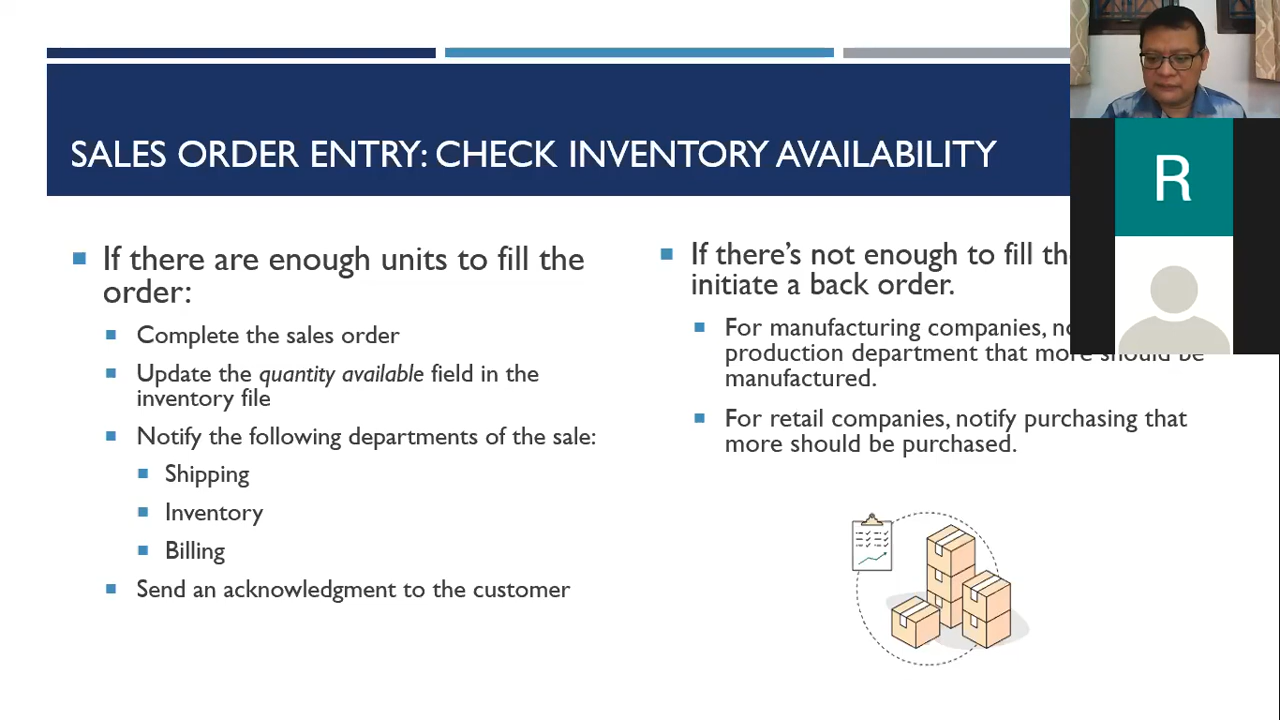 SALES ORDER ENTRY: CHECK INVENTORY AVAILABILITY
If there are enough units to fill the
order:
Complete the sales order
Update the quantity available field in the
inventory file
Notify the following departments of the sale:
Shipping
Inventory
Billing
Send an acknowledgment to the customer
If there's not enough to fill
initiate a back order.
For manufacturing companies,
production department that more should be
manufactured.
For retail companies, notify purchasing that
more should be purchased.
R